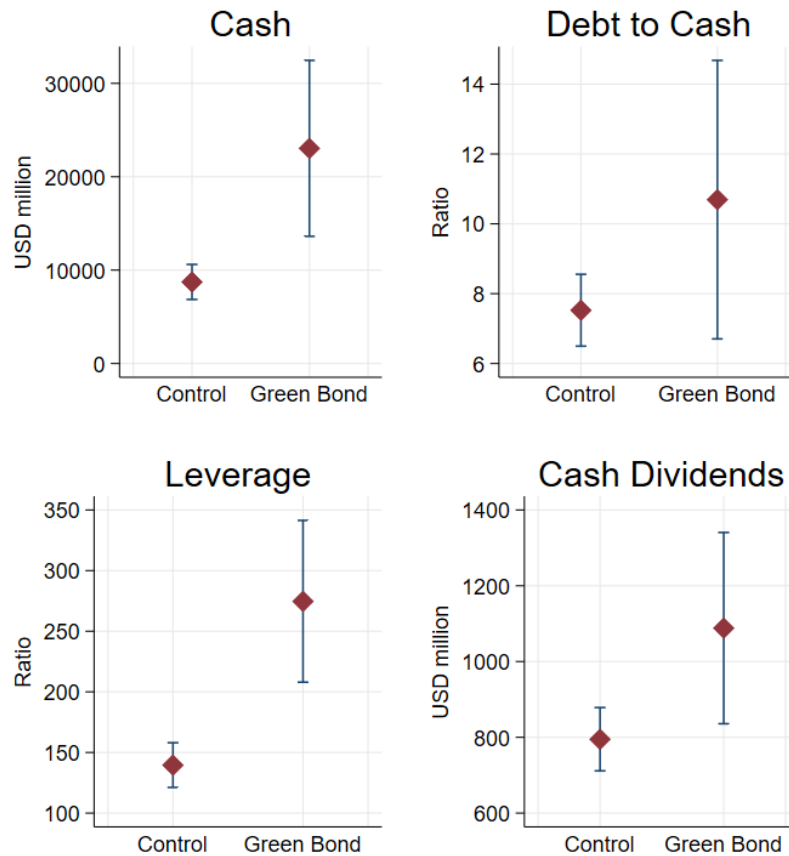 Cash
USD million
30000
20000
10000
0
Control Green Bond
Debt to Cash
Ratio
14
12
10
8
6
Control Green Bond
Leverage
Ratio
350
300
250
200
150
100
Control Green Bond
Cash Dividends
USD million
1400
1200
1000
800
600
Control Green Bond